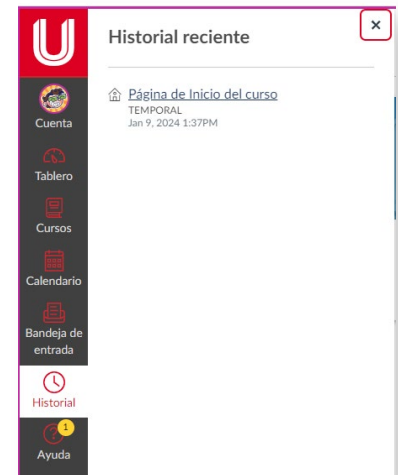 U
Historial reciente
×
Página de Inicio del curso
TEMPORAL
Jan 9, 2024 1:37PM
Cuenta
Tablero
Cursos
Calendario
Bandeja de
entrada
Historial
1
Ayuda